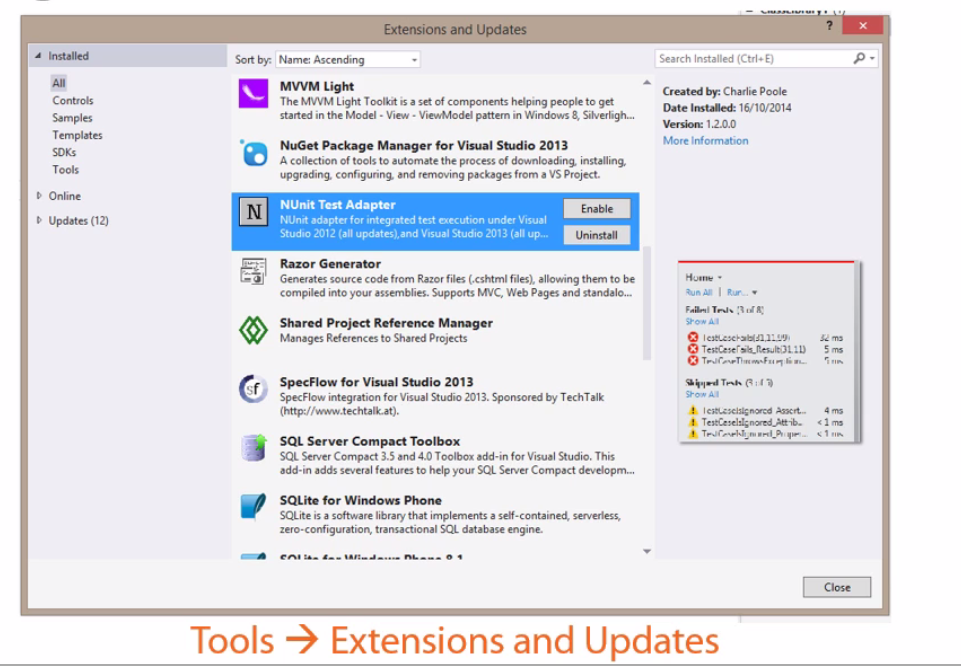 ClassLibrary1 (1)
Extensions and Updates
?
Installed
All
Controls
Samples
Templates
SDKs
Tools
Online
Updates (12)
Sort by: Name: Ascending
MVVM Light
The MVVM Light Toolkit is a set of components helping people to get
started in the Model - View - ViewModel pattern in Windows 8, Silverligh...
NuGet Package Manager for Visual Studio 2013
A collection of tools to automate the process of downloading, installing,
upgrading, configuring, and removing packages from a VS Project.
N
NUnit Test Adapter
NUnit adapter for integrated test execution under Visual
Studio 2012 (all updates),and Visual Studio 2013 (all up...
Enable
Uninstall
Razor Generator
Generates source code from Razor files (.cshtml files), allowing them to be
compiled into your assemblies. Supports MVC, Web Pages and standalo...
Shared Project Reference Manager
Manages References to Shared Projects
sf
SpecFlow for Visual Studio 2013
SpecFlow integration for Visual Studio 2013. Sponsored by TechTalk
(http://www.techtalk.at).
SQL Server Compact Toolbox
SQL Server Compact 3.5 and 4.0 Toolbox add-in for Visual Studio. This
add-in adds several features to help your SQL Server Compact developm...
SQLite for Windows Phone
SQLite is a software library that implements a self-contained, serverless,
zero-configuration, transactional SQL database engine.
SQLite for Windows Phone 8.1
Search Installed (Ctrl+E)
Created by: Charlie Poole
Date Installed: 16/10/2014
Version: 1.2.0.0
More Information
Home
Run All | Run...
Failed Tests (3 of 8)
Show All
TestCaseFails(31,11,99) 32 ms
TestCaseFails_Result(31,11) 5 ms
TestCaseThrowsException... 5 ms
Skipped Tests (3 of 3)
Show All
TestCaseIsIgnored_Assert... 4 ms
TestCaseIsIgnored_Attrib... < 1 ms
TestCaseIsIgnored_Proper... < 1 ms
Close
Tools → Extensions and Updates